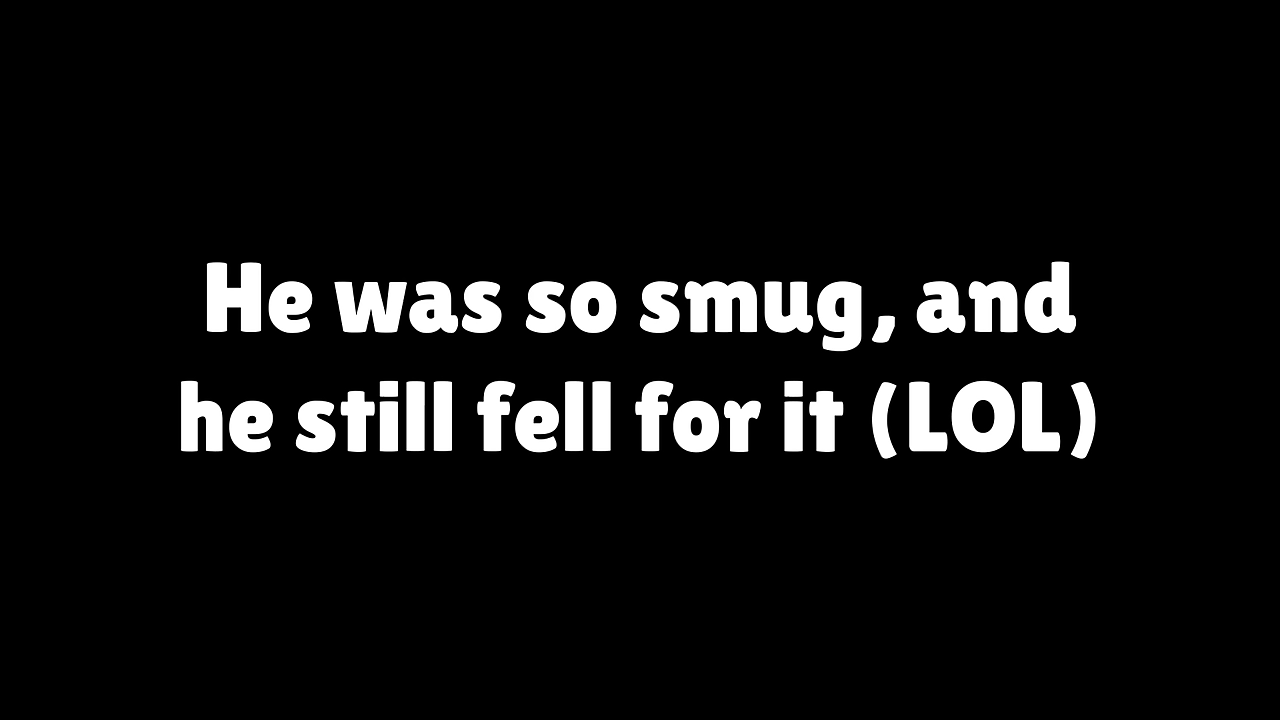 He was so smug, and
he still fell for it (LOL)